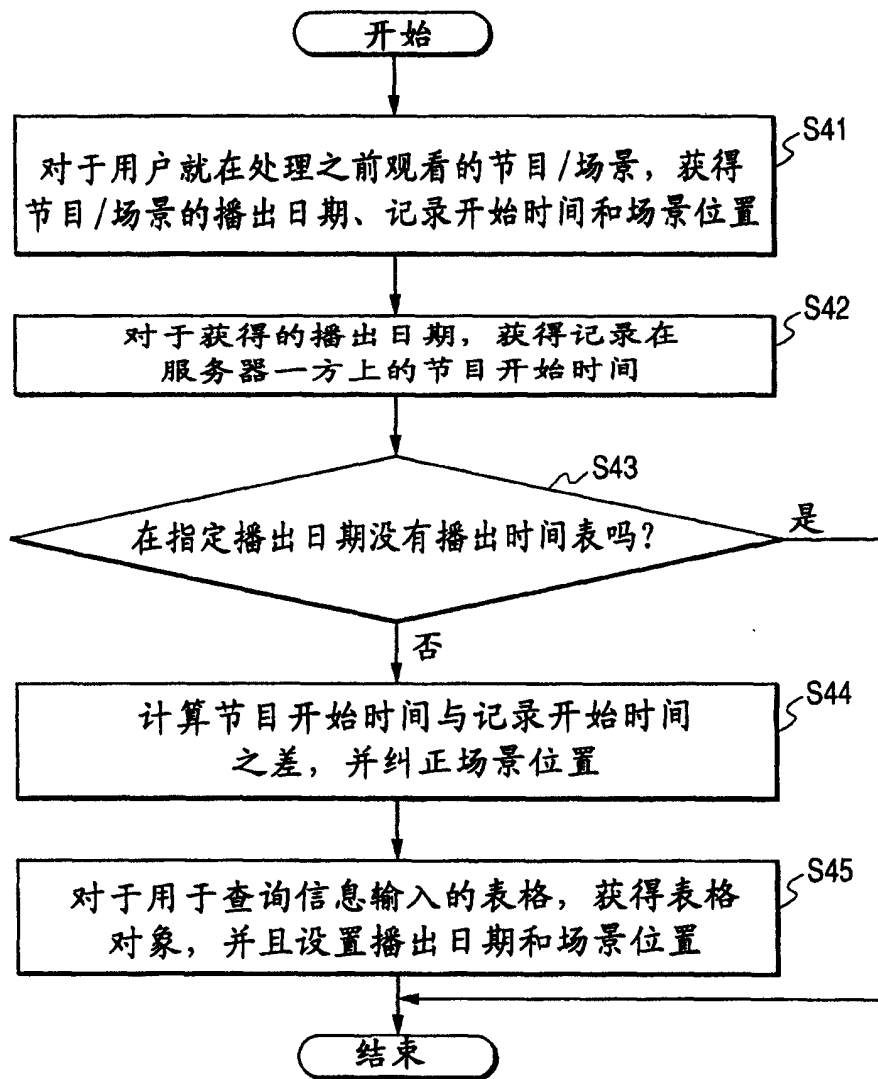 开始
S41
对于用户就在处理之前观看的节目/场景，获得
节目/场景的播出日期、记录开始时间和场景位置
S42
对于获得的播出日期，获得记录在
服务器一方上的节目开始时间
S43
在指定播出日期没有播出时间表吗?
是
否
S44
计算节目开始时间与记录开始时间
之差，并纠正场景位置
S45
对于用于查询信息输入的表格，获得表格
对象，并且设置播出日期和场景位置
结束